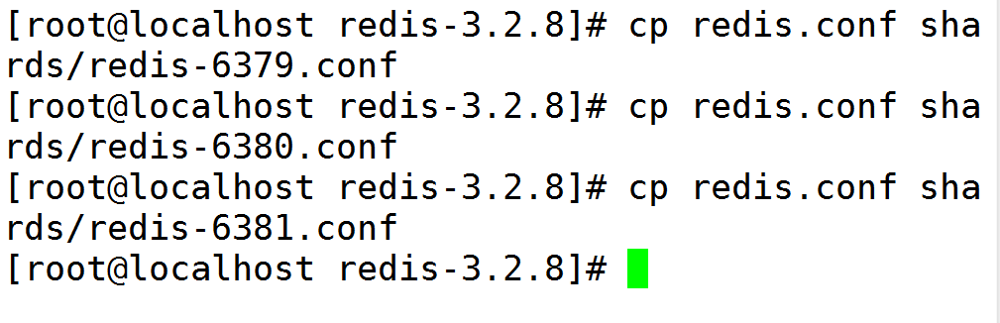 [root@localhost redis-3.2.8]# cp redis.conf sha
rds/redis-6379.conf
[root@localhost redis-3.2.8]# cp redis.conf sha
rds/redis-6380.conf
[root@localhost redis-3.2.8]# cp redis.conf sha
rds/redis-6381.conf
[root@localhost redis-3.2.8]#